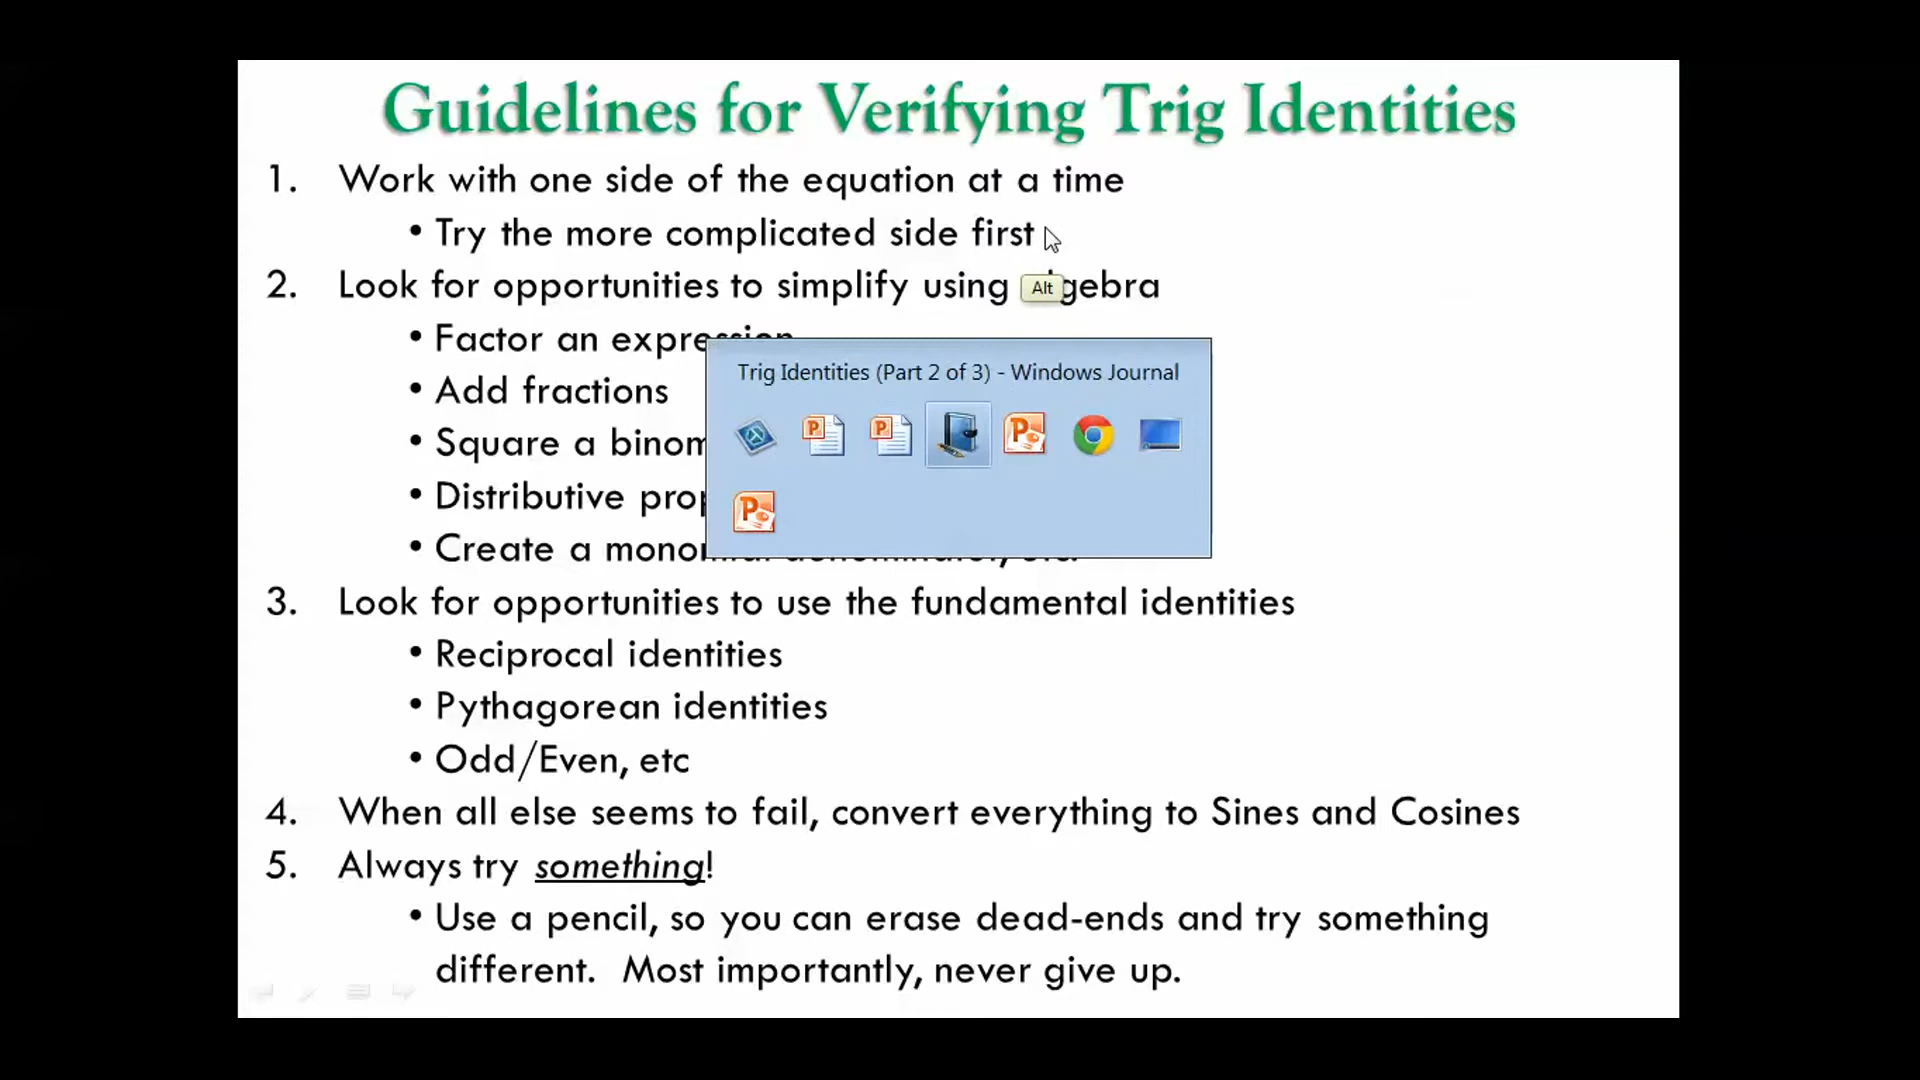 Guidelines for Verifying Trig Identities
1. Work with one side of the equation at a time
• Try the more complicated side first
2. Look for opportunities to simplify using gebra
Alt
• Factor an expression
Trig Identities (Part 2 of 3) - Windows Journal
• Add fractions
• Square a binom
• Distributive prop
• Create a monomial denominator, etc.
3. Look for opportunities to use the fundamental identities
• Reciprocal identities
• Pythagorean identities
• Odd/Even, etc
4. When all else seems to fail, convert everything to Sines and Cosines
5. Always try something!
• Use a pencil, so you can erase dead-ends and try something
different. Most importantly, never give up.